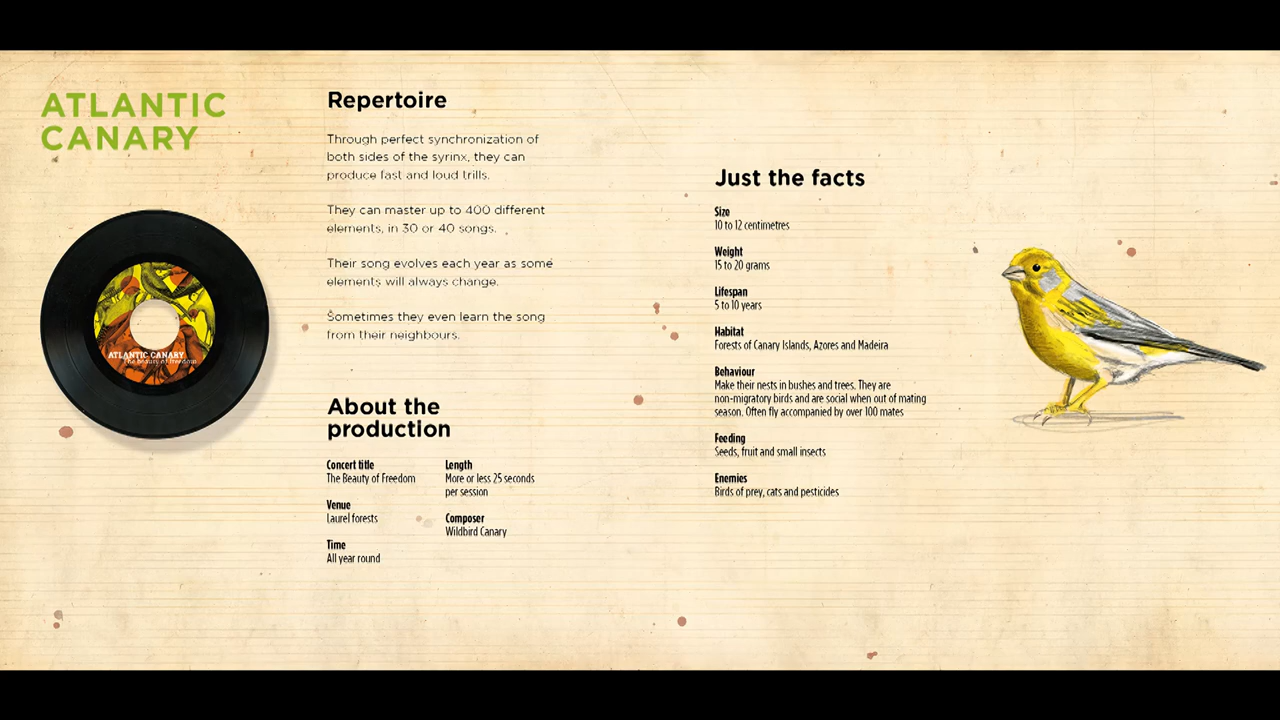 ATLANTIC
CANARY
ATLANTIC CANARY
The beauty of freedom
Repertoire
Through perfect synchronization of
both sides of the syrinx, they can
produce fast and loud trills.
They can master up to 400 different
elements, in 30 or 40 songs.
Their song evolves each year as some
elements will always change.
Sometimes they even learn the song
from their neighbours.
About the
production
Concert title
The Beauty of Freedom
Venue
Laurel forests
Time
All year round
Length
More or less 25 seconds
per session
Composer
Wildbird Canary
Just the facts
Size
10 to 12 centimetres
Weight
15 to 20 grams
Lifespan
5 to 10 years
Habitat
Forests of Canary Islands, Azores and Madeira
Behaviour
Make their nests in bushes and trees. They are
non-migratory birds and are social when out of mating
season. Often fly accompanied by over 100 mates
Feeding
Seeds, fruit and small insects
Enemies
Birds of prey, cats and pesticides